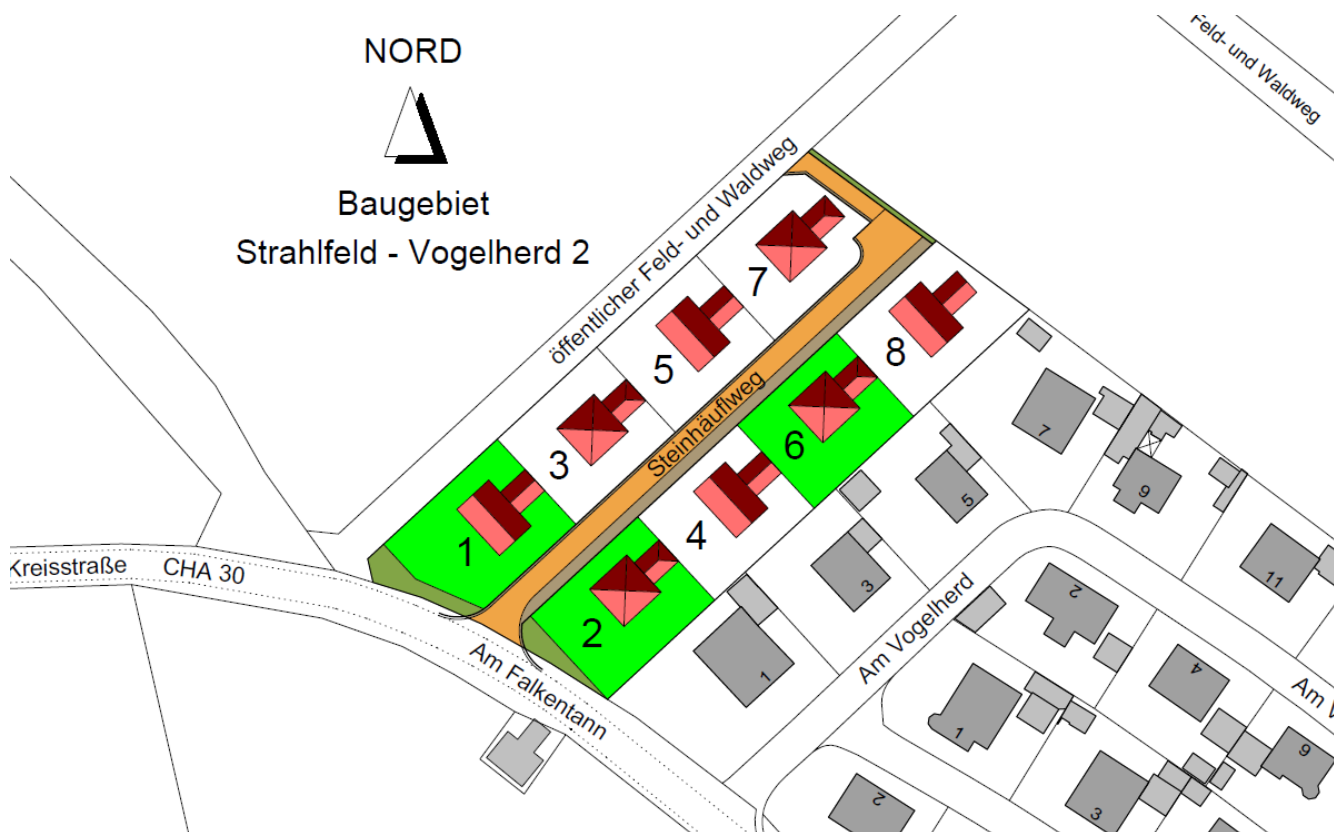 NORD
Baugebiet
Strahlfeld - Vogelherd 2
Feld- und Waldweg
öffentlicher Feld- und Waldweg
7
5
8
3
Steinhäuflweg
6
1
4
2
Kreisstraße CHA 30
Am Falkentann
Am Vogelherd
7
9
5
11
3
1
2
4
1
9
3
2